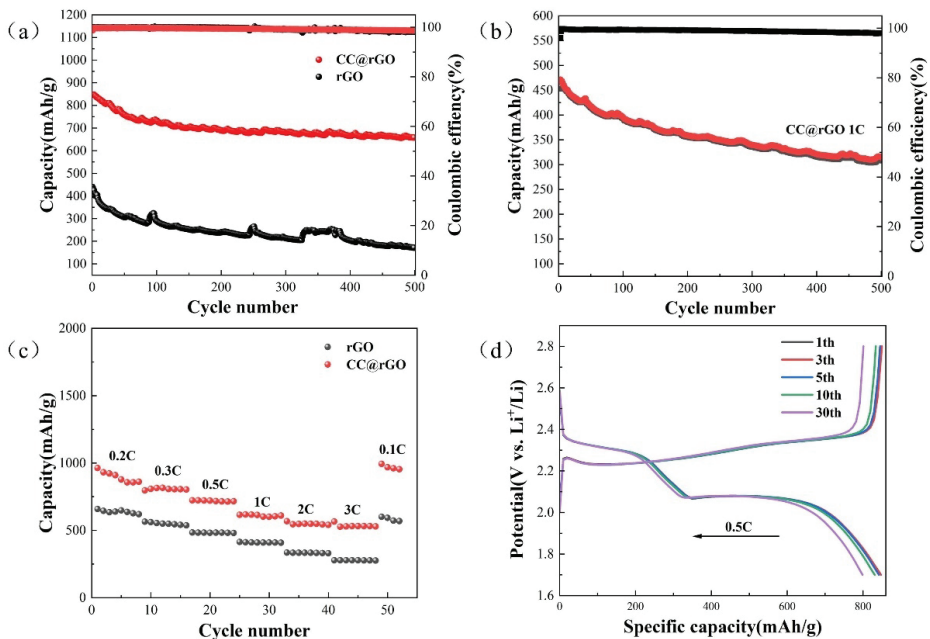 (a)
1200
1100
1000
900
800
700
600
500
400
300
200
100
Capacity(mAh/g)
CC@rGO
rGO
100
80
60
40
20
0
Coulombic effiency(%)
0 100 200 300 400 500
Cycle number
(b)
600
550
500
450
400
350
300
250
200
150
100
Capacity(mAh/g)
CC@rGO 1C
100
80
60
40
20
0
Coulombic efficiency(%)
0 100 200 300 400 500
Cycle number
(c)
2000
1500
1000
500
0
Capacity(mAh/g)
rGO
CC@rGO
0.2C
0.3C
0.5C
1C
2C
3C
0.1C
0 10 20 30 40 50
Cycle number
(d)
2.8
2.6
2.4
2.2
2.0
1.8
1.6
Potential(V vs. Li⁺/Li)
1th
3th
5th
10th
30th
0.5C
0 200 400 600 800
Specific capacity(mAh/g)